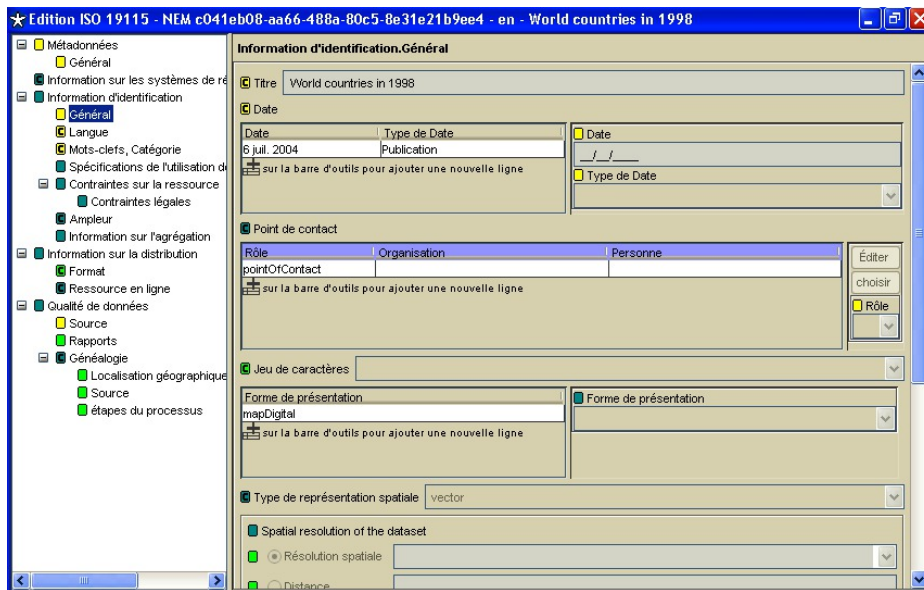 Edition ISO 19115 - NEM c041eb08-aa66-488a-80c5-8e31e21b9ee4 - en - World countries in 1998
Métadonnées
Général
Information sur les systèmes de ré
Information d'identification
Général
Langue
Mots-clefs, Catégorie
Spécifications de l'utilisation d
Contraintes sur la ressource
Contraintes légales
Ampleur
Information sur l'agrégation
Information sur la distribution
Format
Ressource en ligne
Qualité de données
Source
Rapports
Généalogie
Localisation géographique
Source
étapes du processus
Information d'identification.Général
C Titre World countries in 1998
C Date
Date Type de Date
6 juil. 2004 Publication
sur la barre d'outils pour ajouter une nouvelle ligne
Date
__/__/____
Type de Date
C Point de contact
Rôle Organisation Personne
pointOfContact
sur la barre d'outils pour ajouter une nouvelle ligne
Éditer
choisir
Rôle
C Jeu de caractères
Forme de présentation
mapDigital
sur la barre d'outils pour ajouter une nouvelle ligne
Forme de présentation
C Type de représentation spatiale vector
Spatial resolution of the dataset
Résolution spatiale
Distance